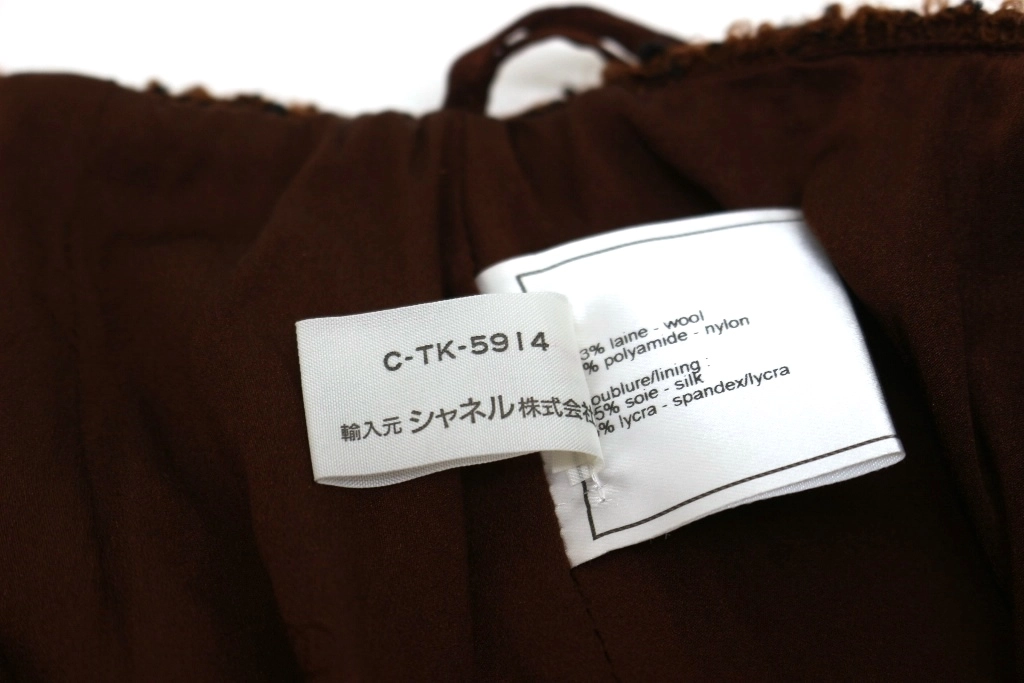 C-TK-5914
輸入元 シャネル株式会社
3% laine - wool
% polyamide - nylon
oublure/lining :
5% soie - silk
% lycra - spandex/lycra